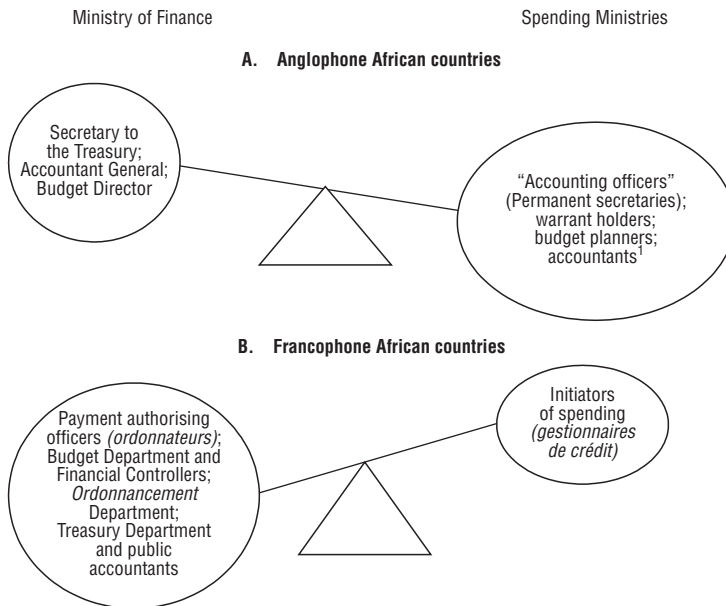 Ministry of Finance
Spending Ministries
A. Anglophone African countries
Secretary to
the Treasury;
Accountant General;
Budget Director
“Accounting officers”
(Permanent secretaries);
warrant holders;
budget planners;
accountants1
B. Francophone African countries
Payment authorising
officers (ordonnateurs);
Budget Department and
Financial Controllers;
Ordonnancement
Department;
Treasury Department
and public
accountants
Initiators
of spending
(gestionnaires
de crédit)